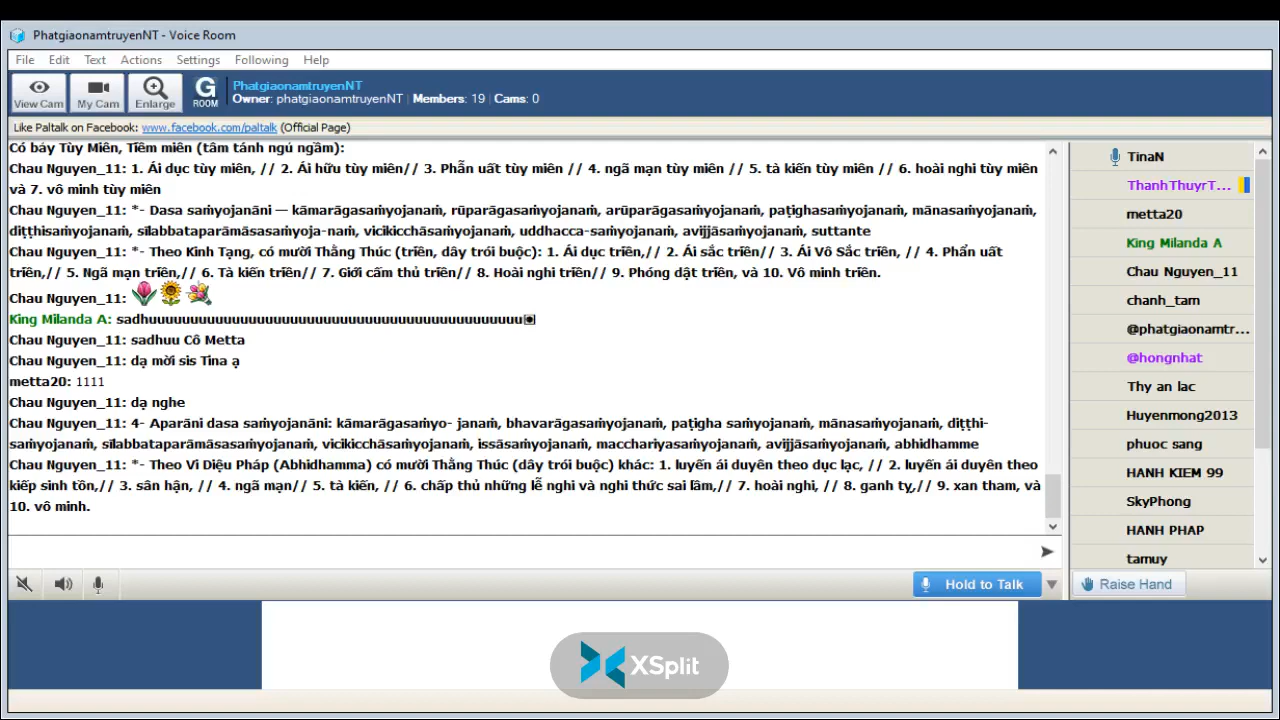 PhatgiaonamtruyenNT - Voice Room
File Edit Text Actions Settings Following Help
View Cam My Cam Enlarge G ROOM
PhatgiaonamtruyenNT
Owner: phatgiaonamtruyenNT | Members: 19 | Cams: 0
Like Paltalk on Facebook: www.facebook.com/paltalk (Official Page)
Có bảy Tùy Miên, Tiềm miên (tâm tánh ngủ ngầm):
Chau Nguyen_11: 1. Ái dục tùy miên, // 2. Ái hữu tùy miên// 3. Phẫn uất tùy miên // 4. ngã mạn tùy miên // 5. tà kiến tùy miên // 6. hoài nghi tùy miên
và 7. vô minh tùy miên
Chau Nguyen_11: *- Dasa saṁyojanāni — kāmarāgasaṁyojanaṁ, rūparāgasaṁyojanaṁ, arūparāgasaṁyojanaṁ, paṭighasaṁyojanaṁ, mānasaṁyojanaṁ,
diṭṭhisaṁyojanaṁ, sīlabbataparāmāsasaṁyoja-naṁ, vicikicchāsaṁyojanaṁ, uddhacca-saṁyojanaṁ, avijjāsaṁyojanaṁ, suttante
Chau Nguyen_11: *- Theo Kinh Tạng, có mười Thằng Thúc (triền, dây trói buộc): 1. Ái dục triền,// 2. Ái sắc triền// 3. Ái Vô Sắc triền, // 4. Phẩn uất
triền,// 5. Ngã mạn triền,// 6. Tà kiến triền// 7. Giới cấm thủ triền// 8. Hoài nghi triền// 9. Phóng dật triền, và 10. Vô minh triền.
Chau Nguyen_11:
King Milanda A: sadhuuuuuuuuuuuuuuuuuuuuuuuuuuuuuuuuuuuuuuuuuuuuu
Chau Nguyen_11: sadhuu Cô Metta
Chau Nguyen_11: dạ mời sis Tina ạ
metta20: 1111
Chau Nguyen_11: dạ nghe
Chau Nguyen_11: 4- Aparāni dasa saṁyojanāni: kāmarāgasaṁyo- janaṁ, bhavarāgasaṁyojanaṁ, paṭigha saṁyojanaṁ, mānasaṁyojanaṁ, diṭṭhi-
saṁyojanaṁ, sīlabbataparāmāsasaṁyojanaṁ, vicikicchāsaṁyojanaṁ, issāsaṁyojanaṁ, macchariyasaṁyojanaṁ, avijjāsaṁyojanaṁ, abhidhamme
Chau Nguyen_11: *- Theo Vi Diệu Pháp (Abhidhamma) có mười Thằng Thúc (dây trói buộc) khác: 1. luyến ái duyên theo dục lạc, // 2. luyến ái duyên theo
kiếp sinh tồn,// 3. sân hận, // 4. ngã mạn// 5. tà kiến, // 6. chấp thủ những lễ nghi và nghi thức sai lầm,// 7. hoài nghi, // 8. ganh tỵ,// 9. xan tham, và
10. vô minh.
TinaN
ThanhThuyrT...
metta20
King Milanda A
Chau Nguyen_11
chanh_tam
@phatgiaonamtr...
@hongnhat
Thy an lac
Huyenmong2013
phuoc sang
HANH KIEM 99
SkyPhong
HANH PHAP
tamuy
Hold to Talk
Raise Hand
XSplit